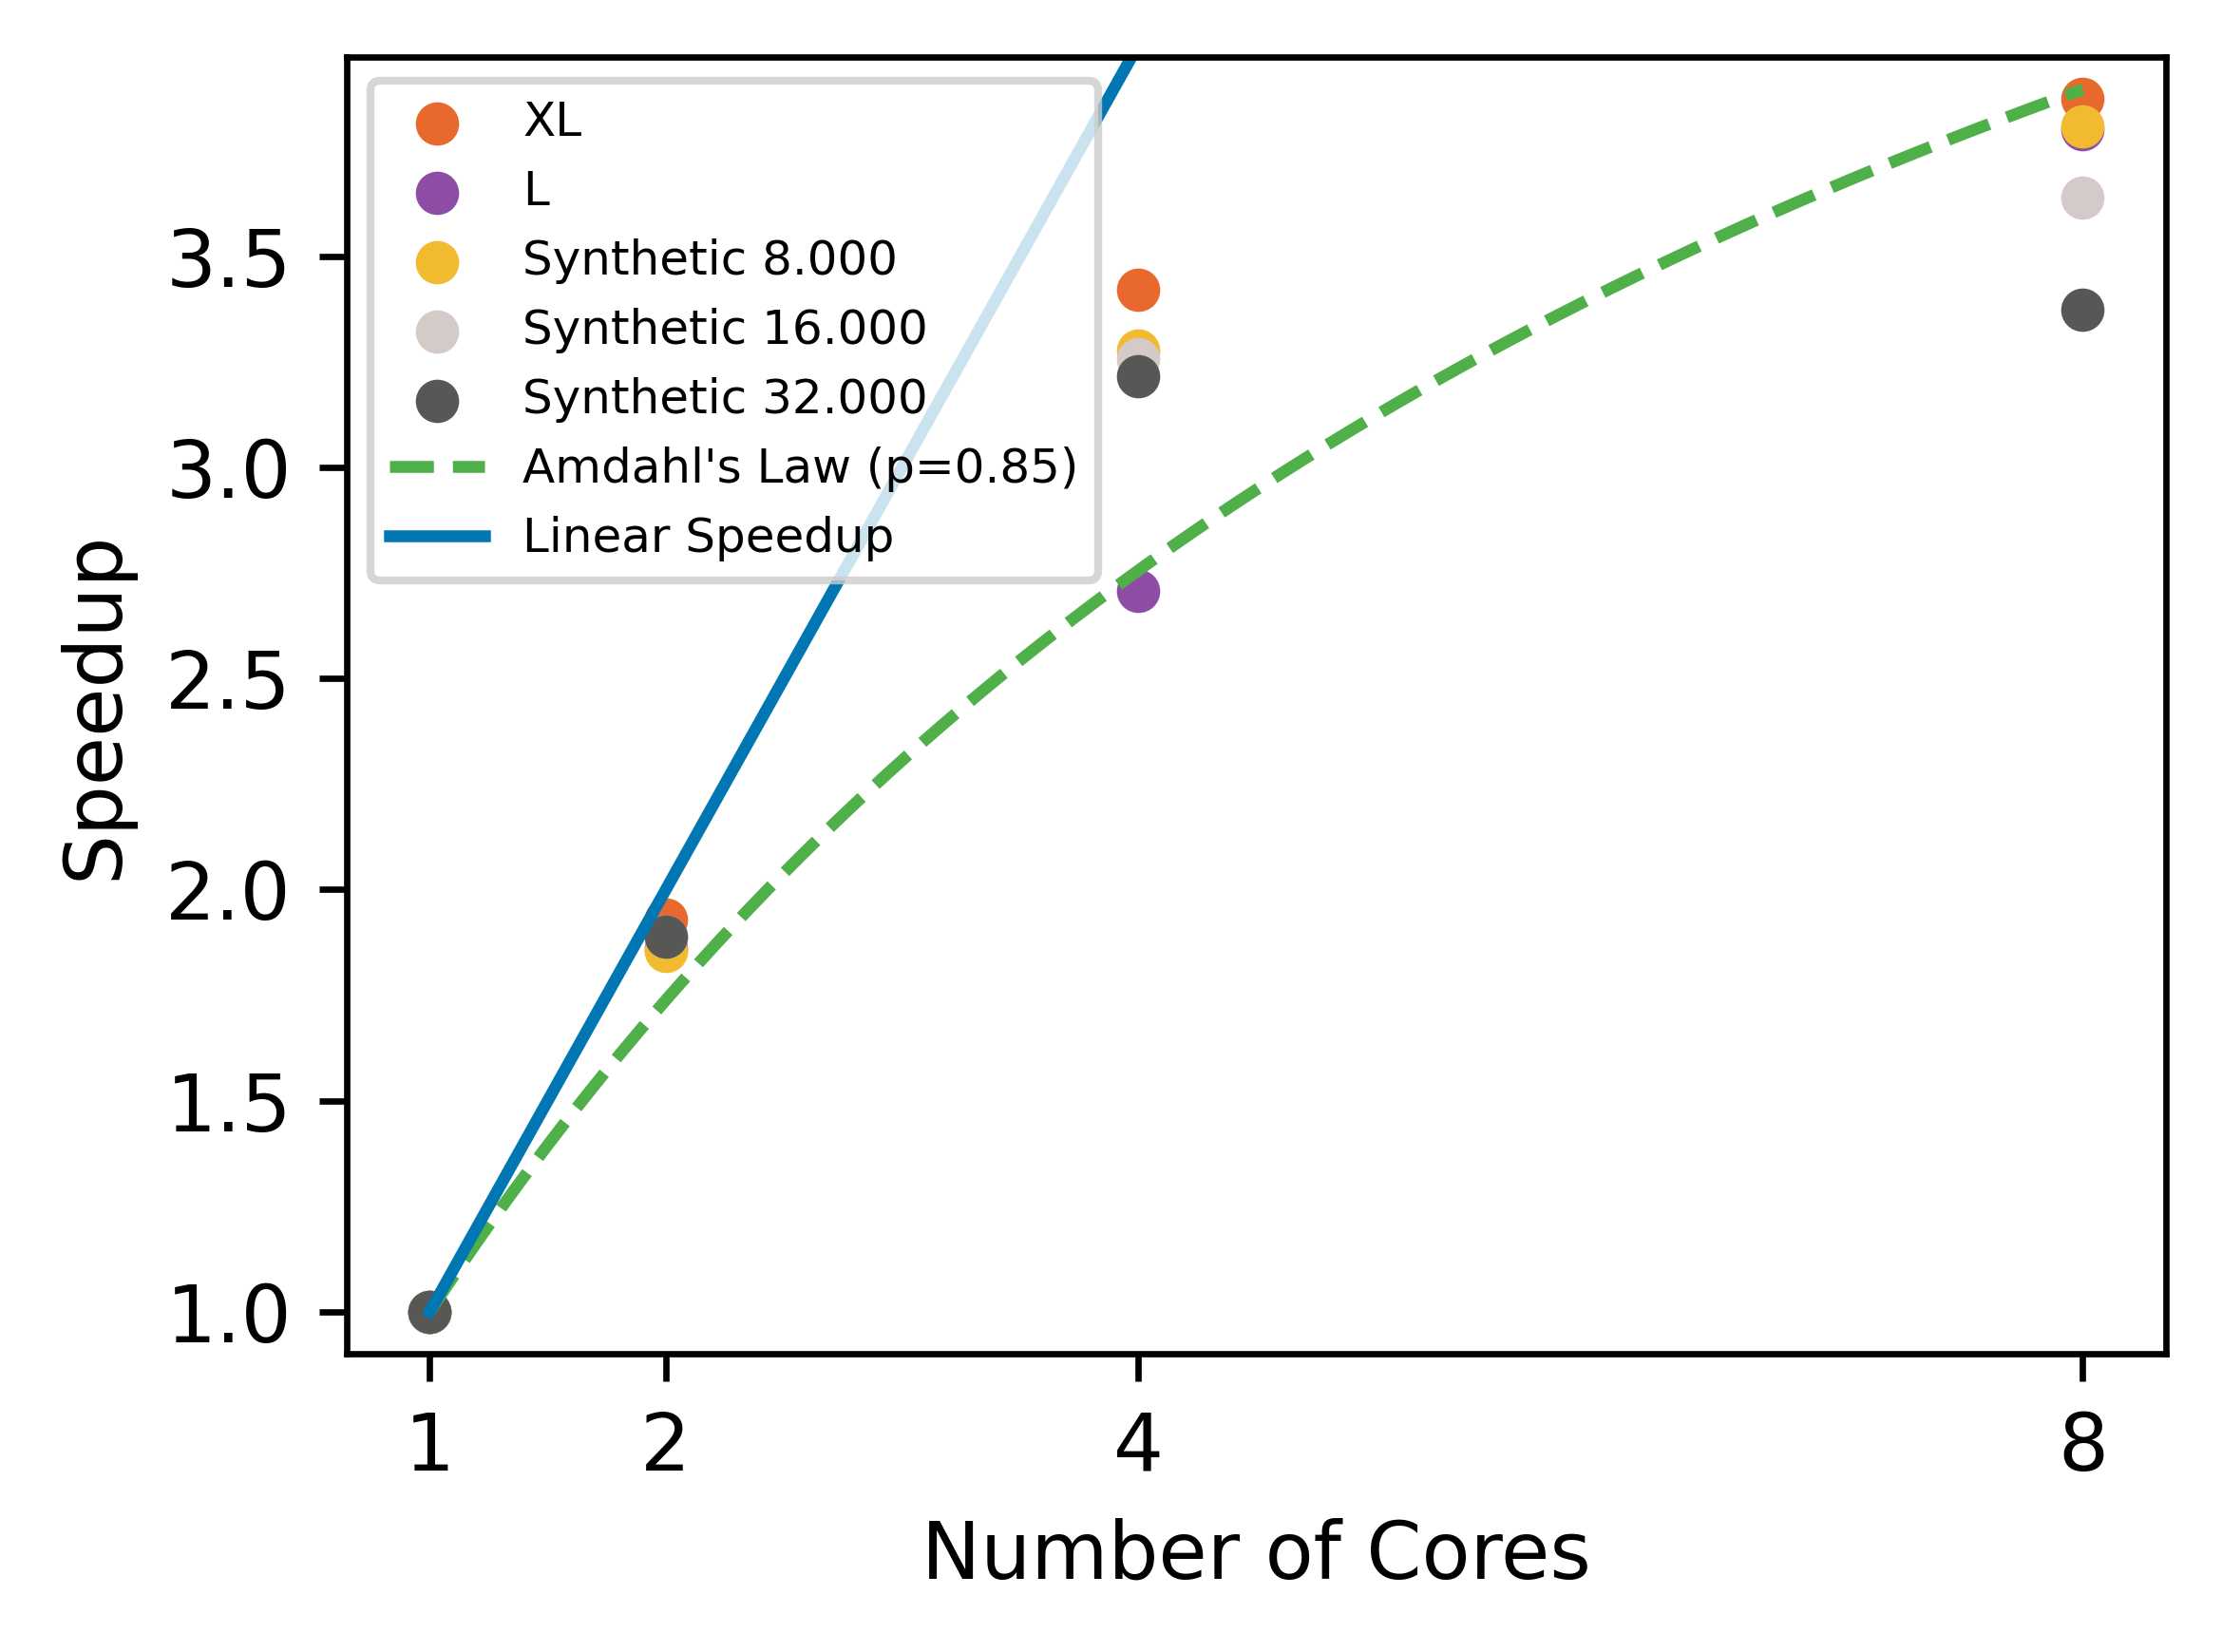 XL
L
Synthetic 8.000
Synthetic 16.000
Synthetic 32.000
Amdahl's Law (p=0.85)
Linear Speedup
3.5
3.0
2.5
2.0
1.5
1.0
Speedup
1 2 4 8
Number of Cores